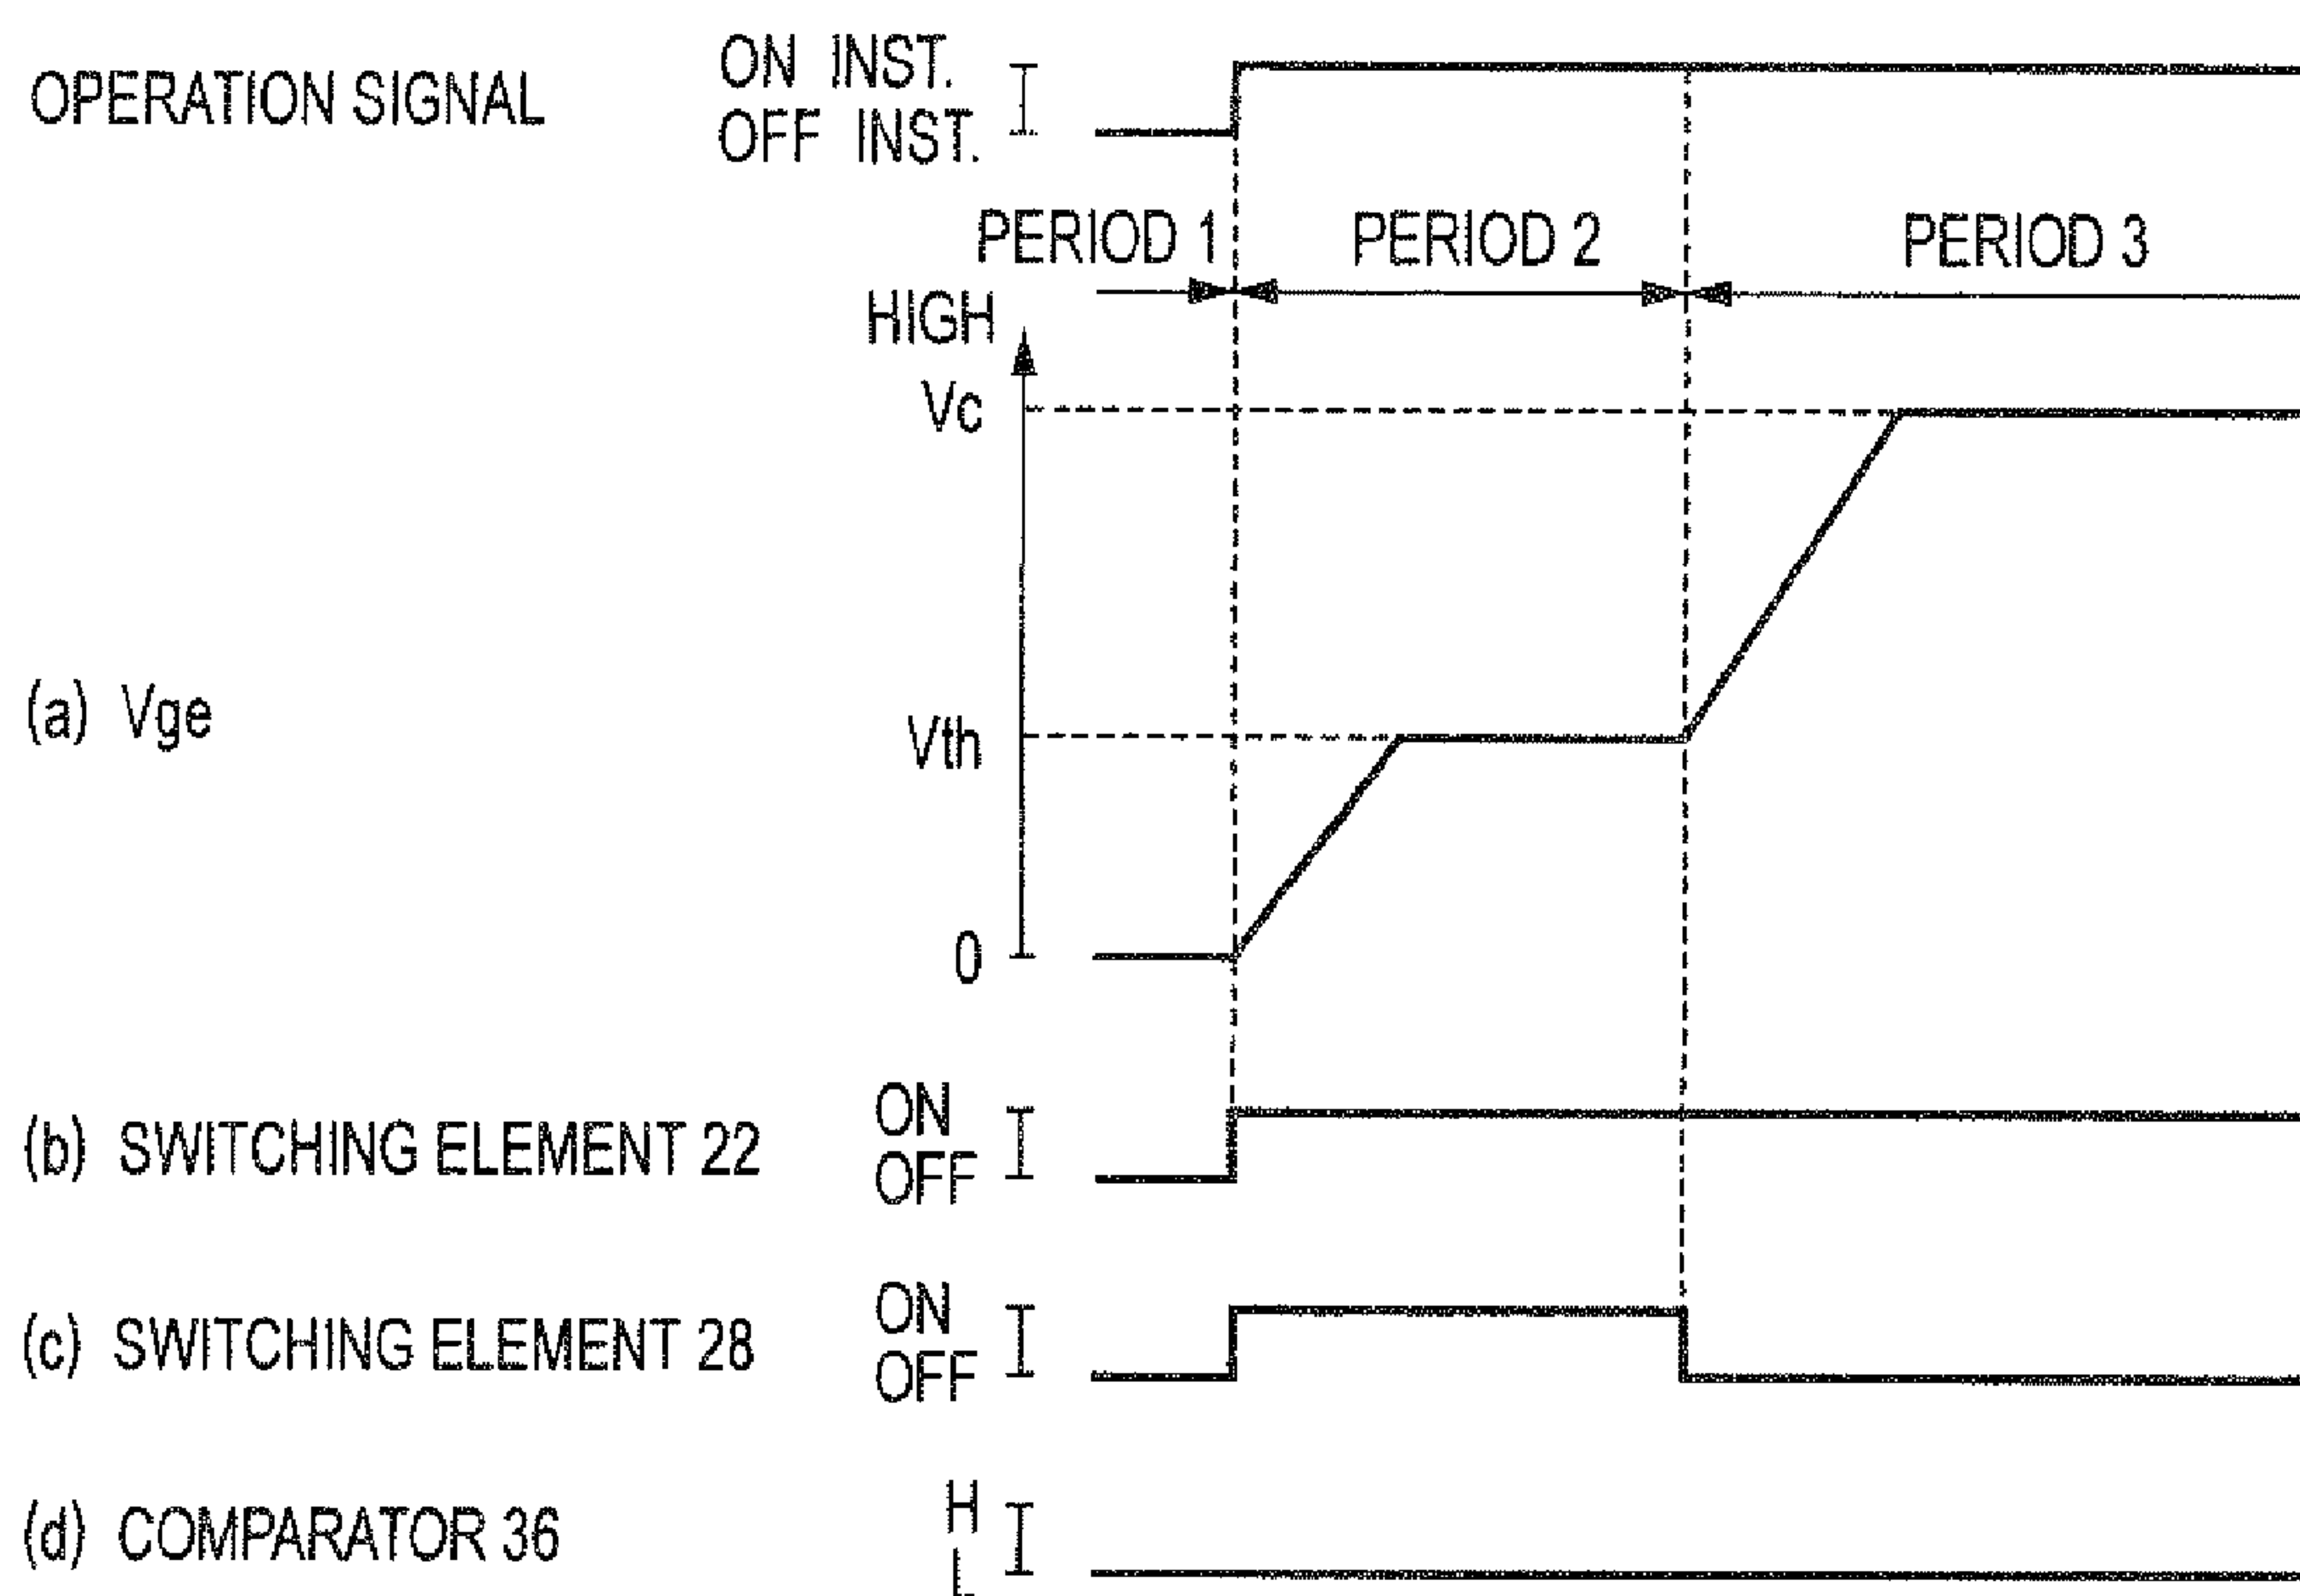 OPERATION SIGNAL
ON INST.
OFF INST.
PERIOD 1
PERIOD 2
PERIOD 3
HIGH
Vc
(a) Vge
Vth
0
(b) SWITCHING ELEMENT 22
ON
OFF
(c) SWITCHING ELEMENT 28
ON
OFF
(d) COMPARATOR 36
H
L